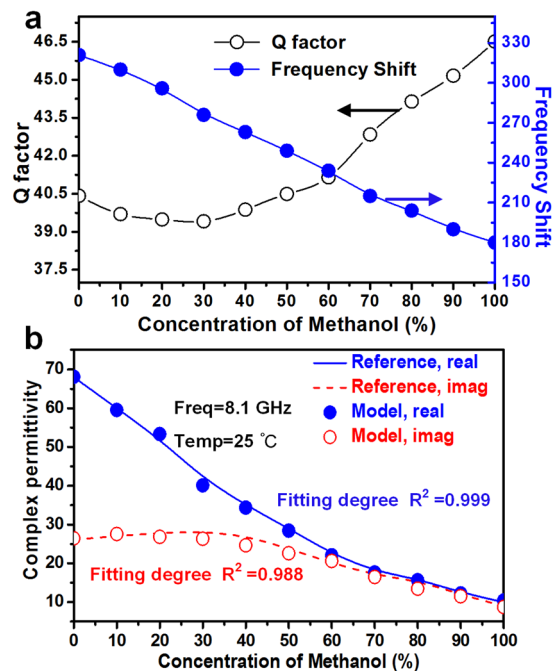 a
46.5
45.0
43.5
42.0
40.5
39.0
37.5
Q factor
Q factor
Frequency Shift
330
300
270
240
210
180
150
Frequency Shift
0 10 20 30 40 50 60 70 80 90 100
Concentration of Methanol (%)
b
70
60
50
40
30
20
10
Complex permittivity
Reference, real
Reference, imag
Model, real
Model, imag
Freq=8.1 GHz
Temp=25 °C
Fitting degree R² =0.999
Fitting degree R² =0.988
0 10 20 30 40 50 60 70 80 90 100
Concentration of Methanol (%)